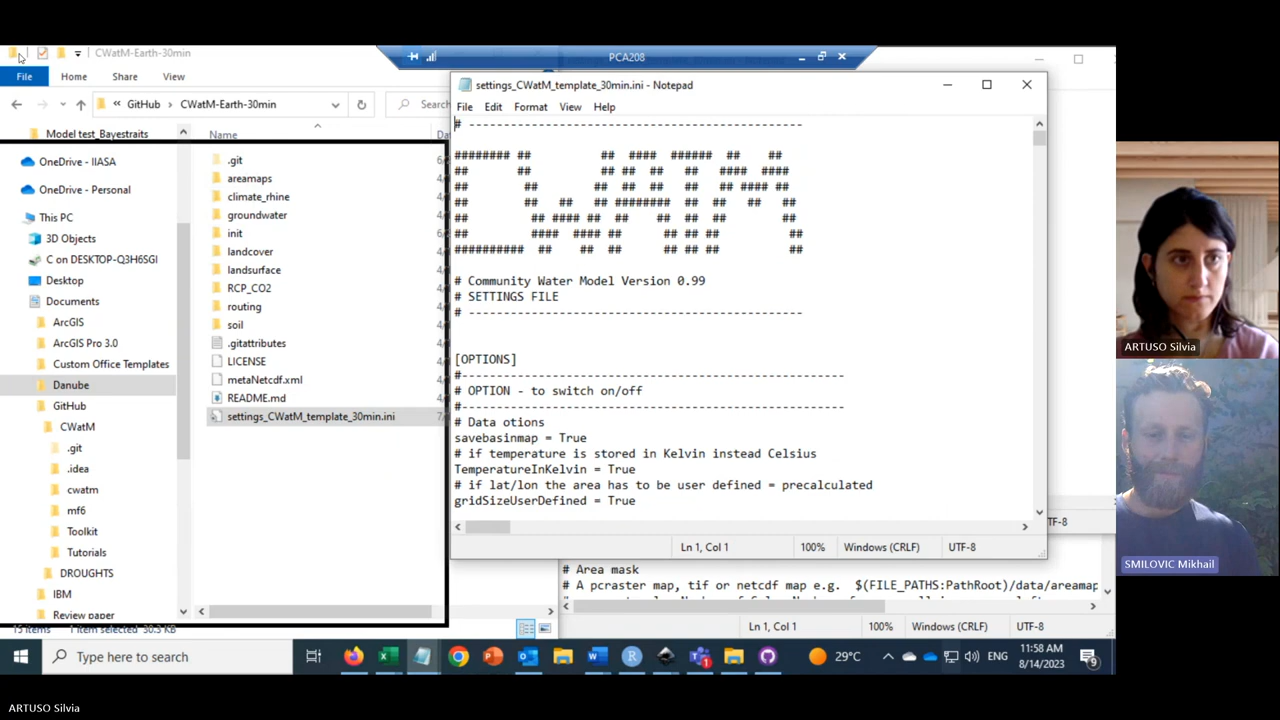 CWatM-Earth-30min
PCA208
File
Home
Share
View
GitHub
CWatM-Earth-30min
Search
Model test_Bayestraits
OneDrive - IIASA
OneDrive - Personal
This PC
3D Objects
C on DESKTOP-Q3H6SGI
Desktop
Documents
ArcGIS
ArcGIS Pro 3.0
Custom Office Templates
Danube
GitHub
CWatM
.git
.idea
cwatm
mf6
Toolkit
Tutorials
DROUGHTS
IBM
Review paper
Name
.git
areamaps
climate_rhine
groundwater
init
landcover
landsurface
RCP_CO2
routing
soil
.gitattributes
LICENSE
metaNetcdf.xml
README.md
settings_CWatM_template_30min.ini
15 items
1 item selected 30.3 KB
settings_CWatM_template_30min.ini - Notepad
File Edit Format View Help
CWATM
# Community Water Model Version 0.99
# SETTINGS FILE
# ------------------------------------------------
[OPTIONS]
#-------------------------------------------------------
# OPTION - to switch on/off
#-------------------------------------------------------
# Data otions
savebasinmap = True
# if temperature is stored in Kelvin instead Celsius
TemperatureInKelvin = True
# if lat/lon the area has to be user defined = precalculated
gridSizeUserDefined = True
Ln 1, Col 1
100%
Windows (CRLF)
UTF-8
TF-8
# Area mask
# A pcraster map, tif or netcdf map e.g. $(FILE_PATHS:PathRoot)/data/areamap
Ln 1, Col 1
100%
Windows (CRLF)
UTF-8
Type here to search
29°C
ENG
11:58 AM
8/14/2023
9
ARTUSO Silvia
SMILOVIC Mikhail
ARTUSO Silvia